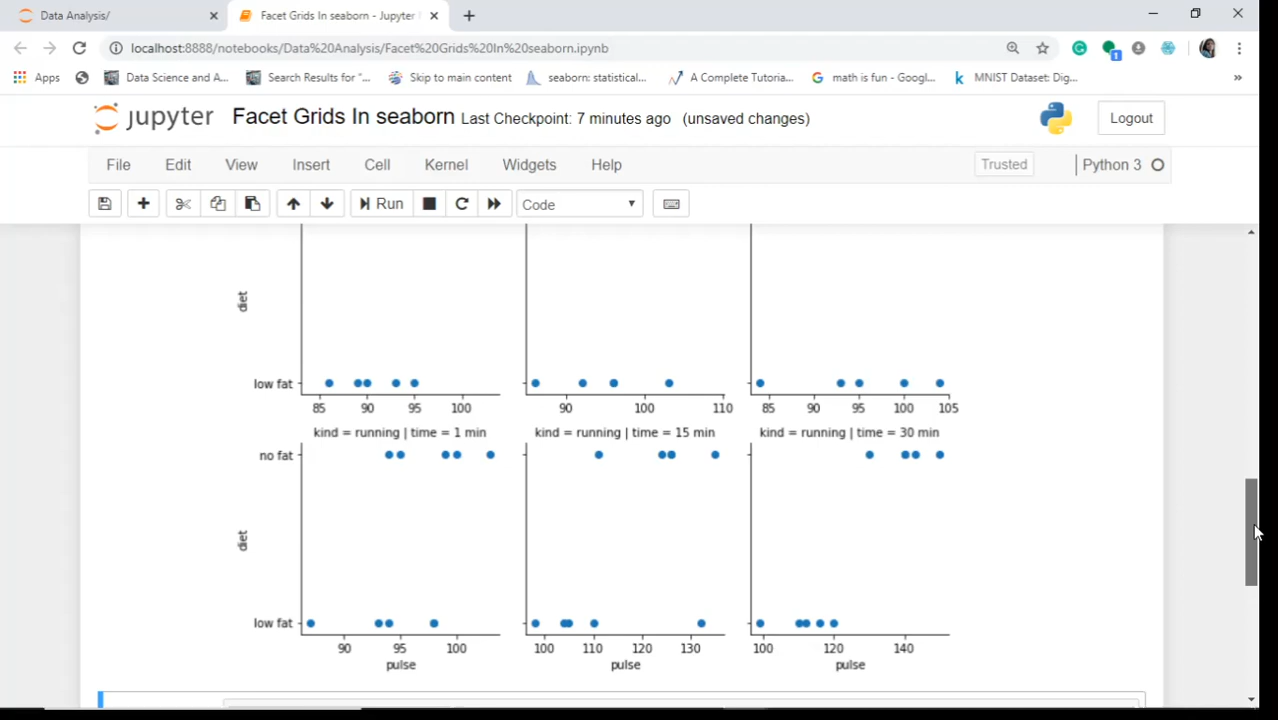 Data Analysis/
Facet Grids In seaborn - Jupyter
localhost:8888/notebooks/Data%20Analysis/Facet%20Grids%20In%20seaborn.ipynb
1
Apps Data Science and A... Search Results for "... Skip to main content seaborn: statistical... A Complete Tutoria... math is fun - Googl... MNIST Dataset: Dig... »
jupyter Facet Grids In seaborn Last Checkpoint: 7 minutes ago (unsaved changes) Logout
File Edit View Insert Cell Kernel Widgets Help Trusted Python 3
Run Code
diet
low fat
85 90 95 100 90 100 110 85 90 95 100 105
kind = running | time = 1 min kind = running | time = 15 min kind = running | time = 30 min
no fat
diet
low fat
90 95 100 100 110 120 130 100 120 140
pulse pulse pulse